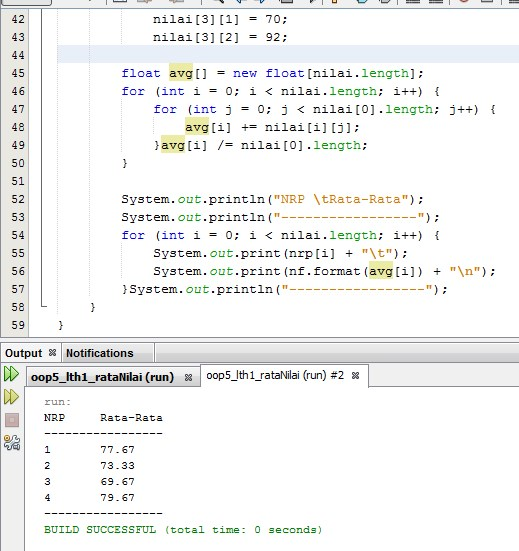 42 nilai[3][1] = 70;
43 nilai[3][2] = 92;
44
45 float avg[] = new float[nilai.length];
46 for (int i = 0; i < nilai.length; i++) {
47 for (int j = 0; j < nilai[0].length; j++) {
48 avg[i] += nilai[i][j];
49 }avg[i] /= nilai[0].length;
50 }
51
52 System.out.println("NRP \tRata-Rata");
53 System.out.println("-----------------");
54 for (int i = 0; i < nilai.length; i++) {
55 System.out.print(nrp[i] + "\t");
56 System.out.print(nf.format(avg[i]) + "\n");
57 }System.out.println("-----------------");
58 }
59 }
Output Notifications
oop5_lth1_rataNilai (run) oop5_lth1_rataNilai (run) #2
run:
NRP Rata-Rata
-----------------
1 77.67
2 73.33
3 69.67
4 79.67
-----------------
BUILD SUCCESSFUL (total time: 0 seconds)